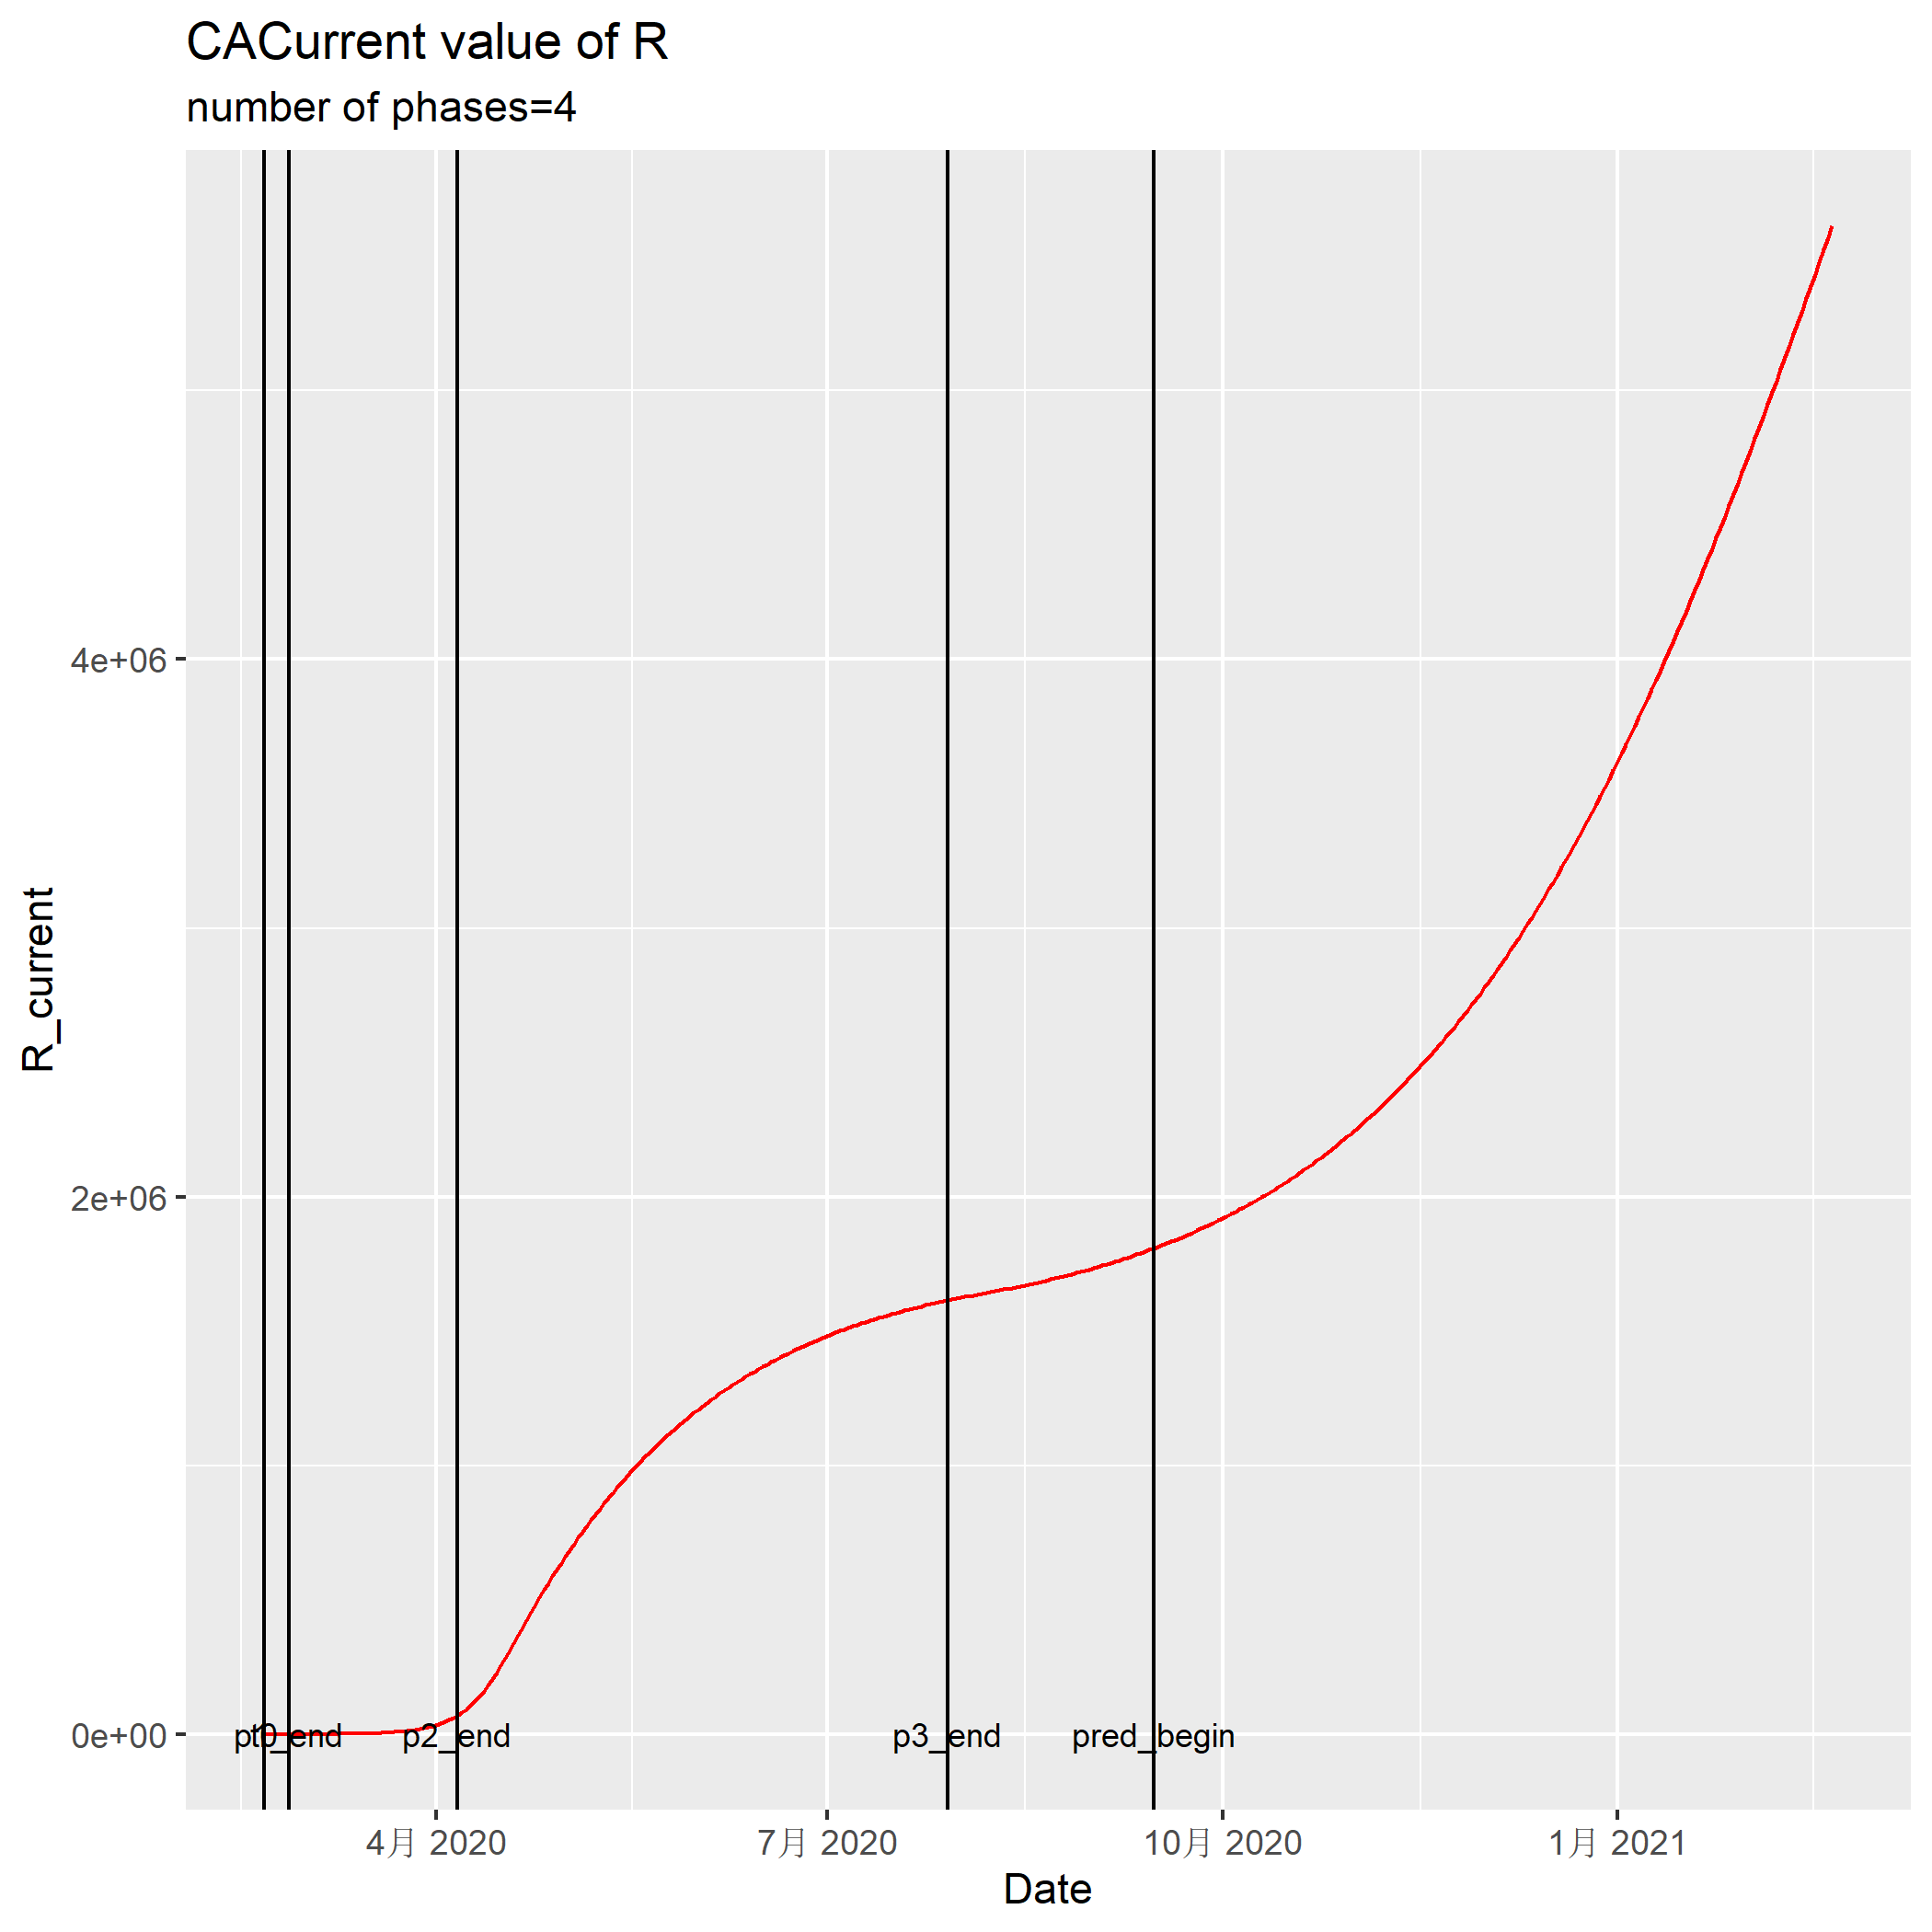 CACurrent value of R
number of phases=4
R_current
4e+06
2e+06
0e+00
p2_end
p3_end
pred_begin
4月 2020
7月 2020
10月 2020
1月 2021
Date